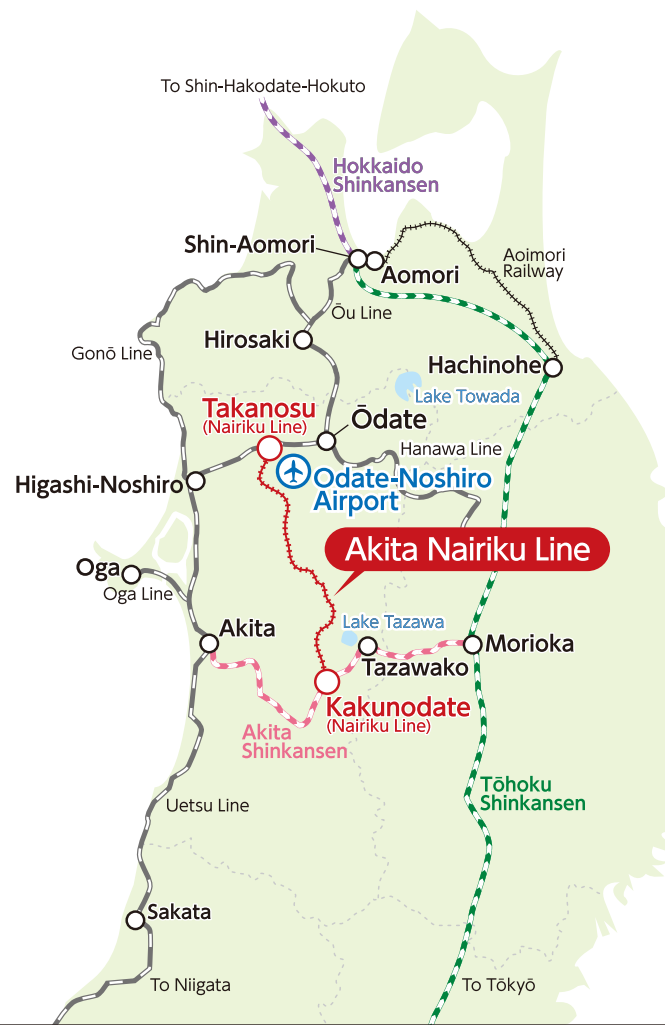 To Shin-Hakodate-Hokuto
Hokkaido
Shinkansen
Shin-Aomori
Aomori
Aoimori
Railway
Ōu Line
Hirosaki
Gonō Line
Hachinohe
Lake Towada
Takanosu
(Nairiku Line)
Ōdate
Hanawa Line
Higashi-Noshiro
Odate-Noshiro
Airport
Akita Nairiku Line
Oga
Oga Line
Akita
Lake Tazawa
Morioka
Tazawako
Kakunodate
(Nairiku Line)
Akita
Shinkansen
Tōhoku
Shinkansen
Uetsu Line
Sakata
To Niigata
To Tōkyō